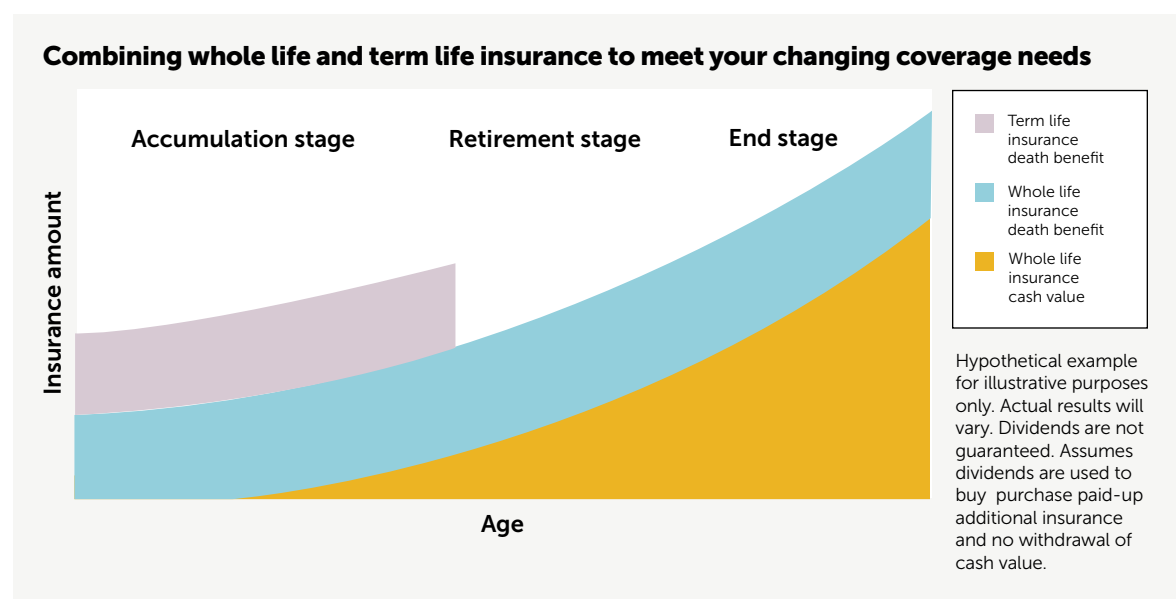 Combining whole life and term life insurance to meet your changing coverage needs
Accumulation stage
Retirement stage
End stage
Insurance amount
Age
Term life
insurance
death benefit
Whole life
insurance
death benefit
Whole life
insurance
cash value
Hypothetical example
for illustrative purposes
only. Actual results will
vary. Dividends are not
guaranteed. Assumes
dividends are used to
buy  purchase paid-up
additional insurance
and no withdrawal of
cash value.